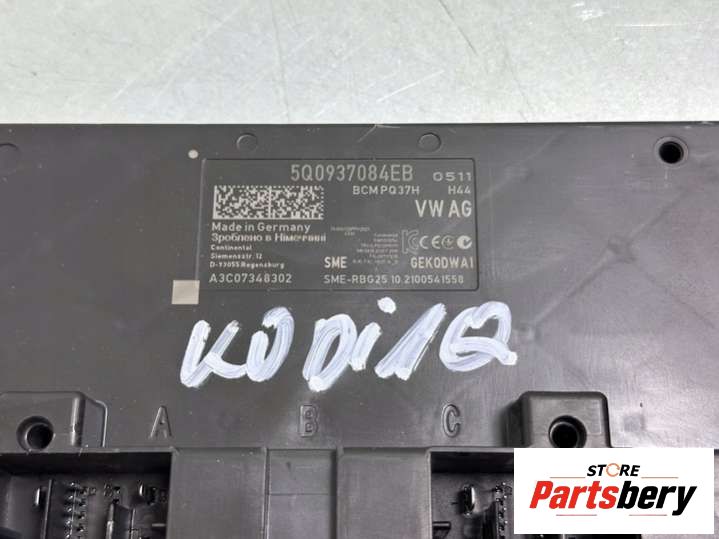 5Q0937084EB 0511
BCM PQ37H H44
VW AG
Made in Germany
Зроблено в Німеччині
Continental
Siemensstr. 12
D-93055 Regensburg
A3C07348302
SME GEKODWA1
SME-RBG25 10.2100541558
KODiAQ
A B C
STORE
Partsbery